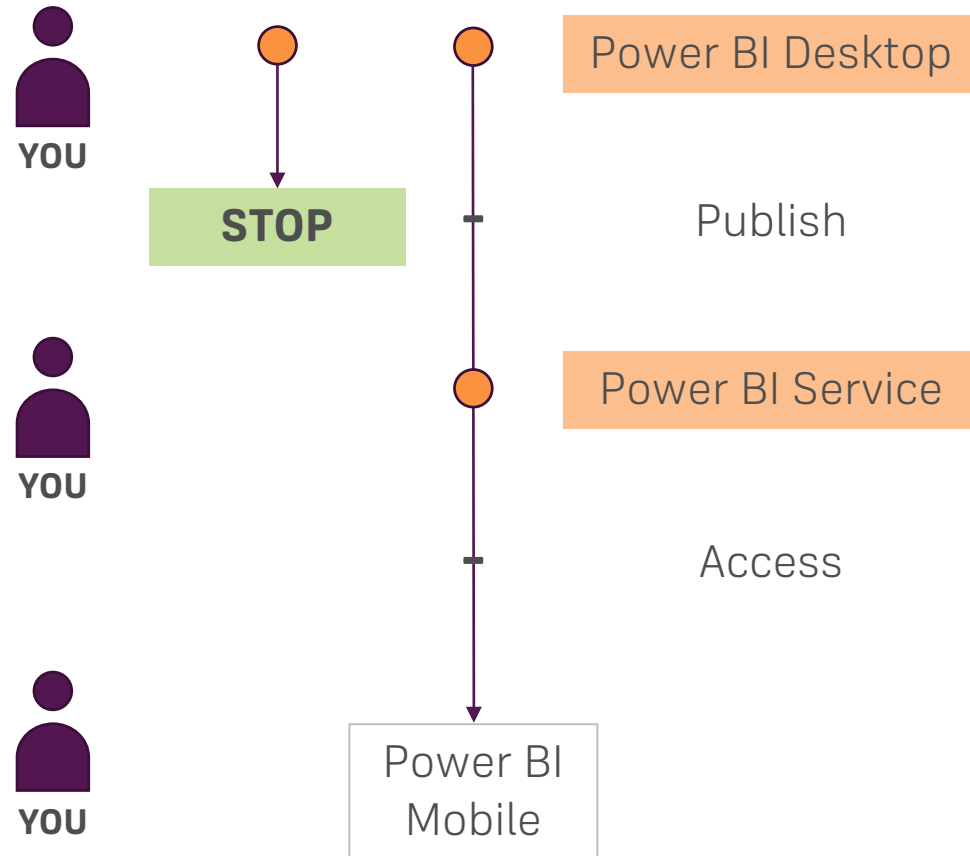 Power BI Desktop
YOU
STOP
Publish
Power BI Service
YOU
Access
Power BI
Mobile
YOU